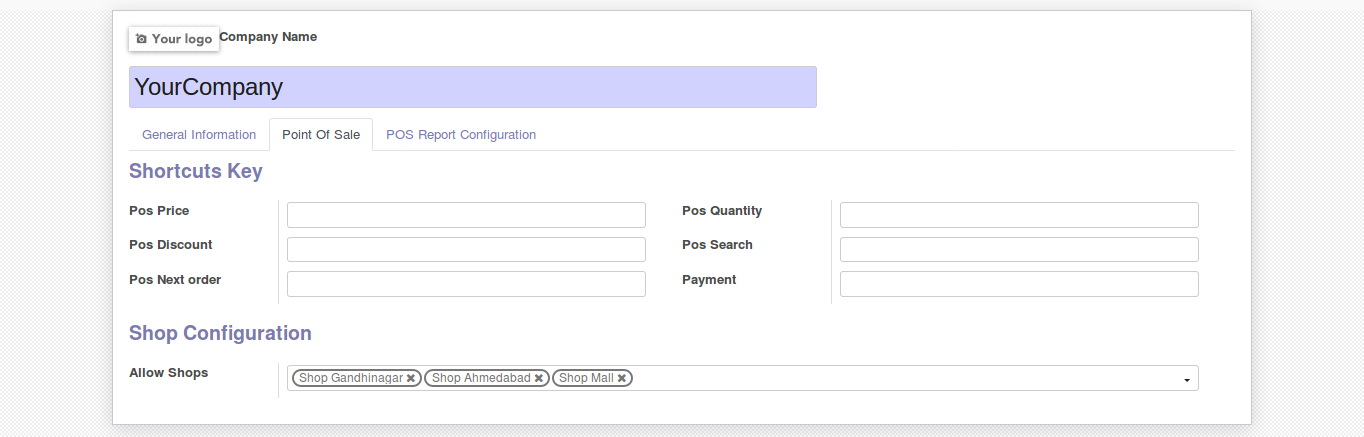 Your logo Company Name
YourCompany
General Information Point Of Sale POS Report Configuration
Shortcuts Key
Pos Price Pos Quantity
Pos Discount Pos Search
Pos Next order Payment
Shop Configuration
Allow Shops Shop Gandhinagar ✖ Shop Ahmedabad ✖ Shop Mall ✖